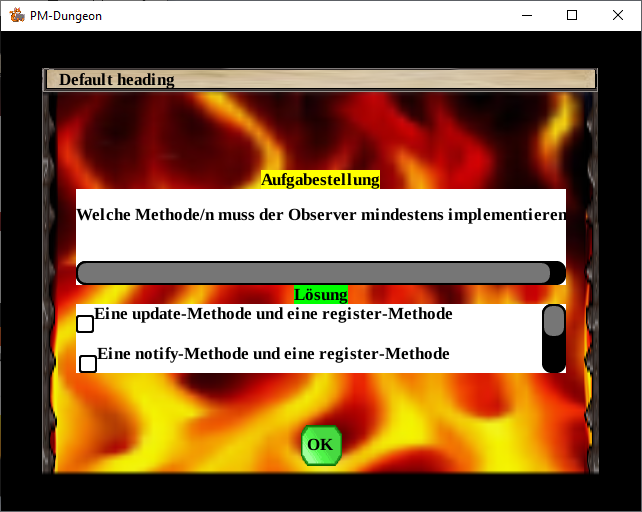 PM-Dungeon
Default heading
Aufgabestellung
Welche Methode/n muss der Observer mindestens implementieren
Lösung
Eine update-Methode und eine register-Methode
Eine notify-Methode und eine register-Methode
OK